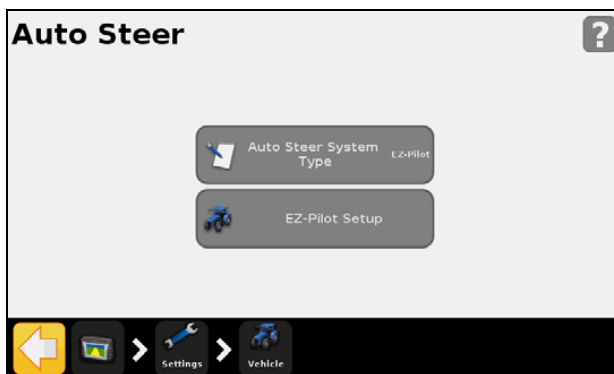 Auto Steer
?
Auto Steer System
Type
EZ-Pilot
EZ-Pilot Setup
Settings
Vehicle